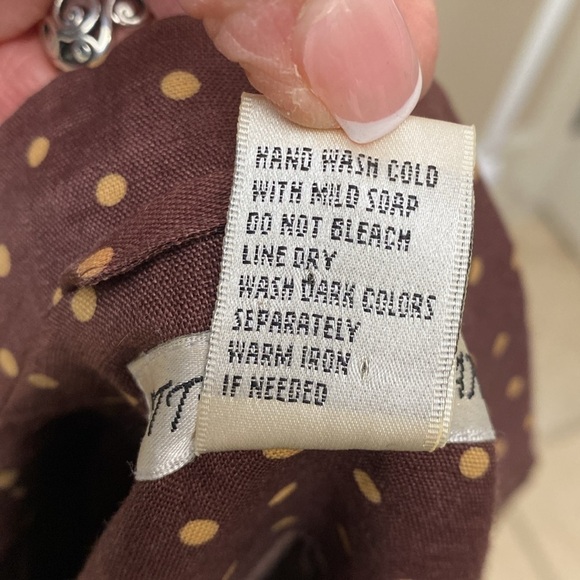 HAND WASH COLD
WITH MILD SOAP
DO NOT BLEACH
LINE DRY
WASH DARK COLORS
SEPARATELY
WARM IRON
IF NEEDED